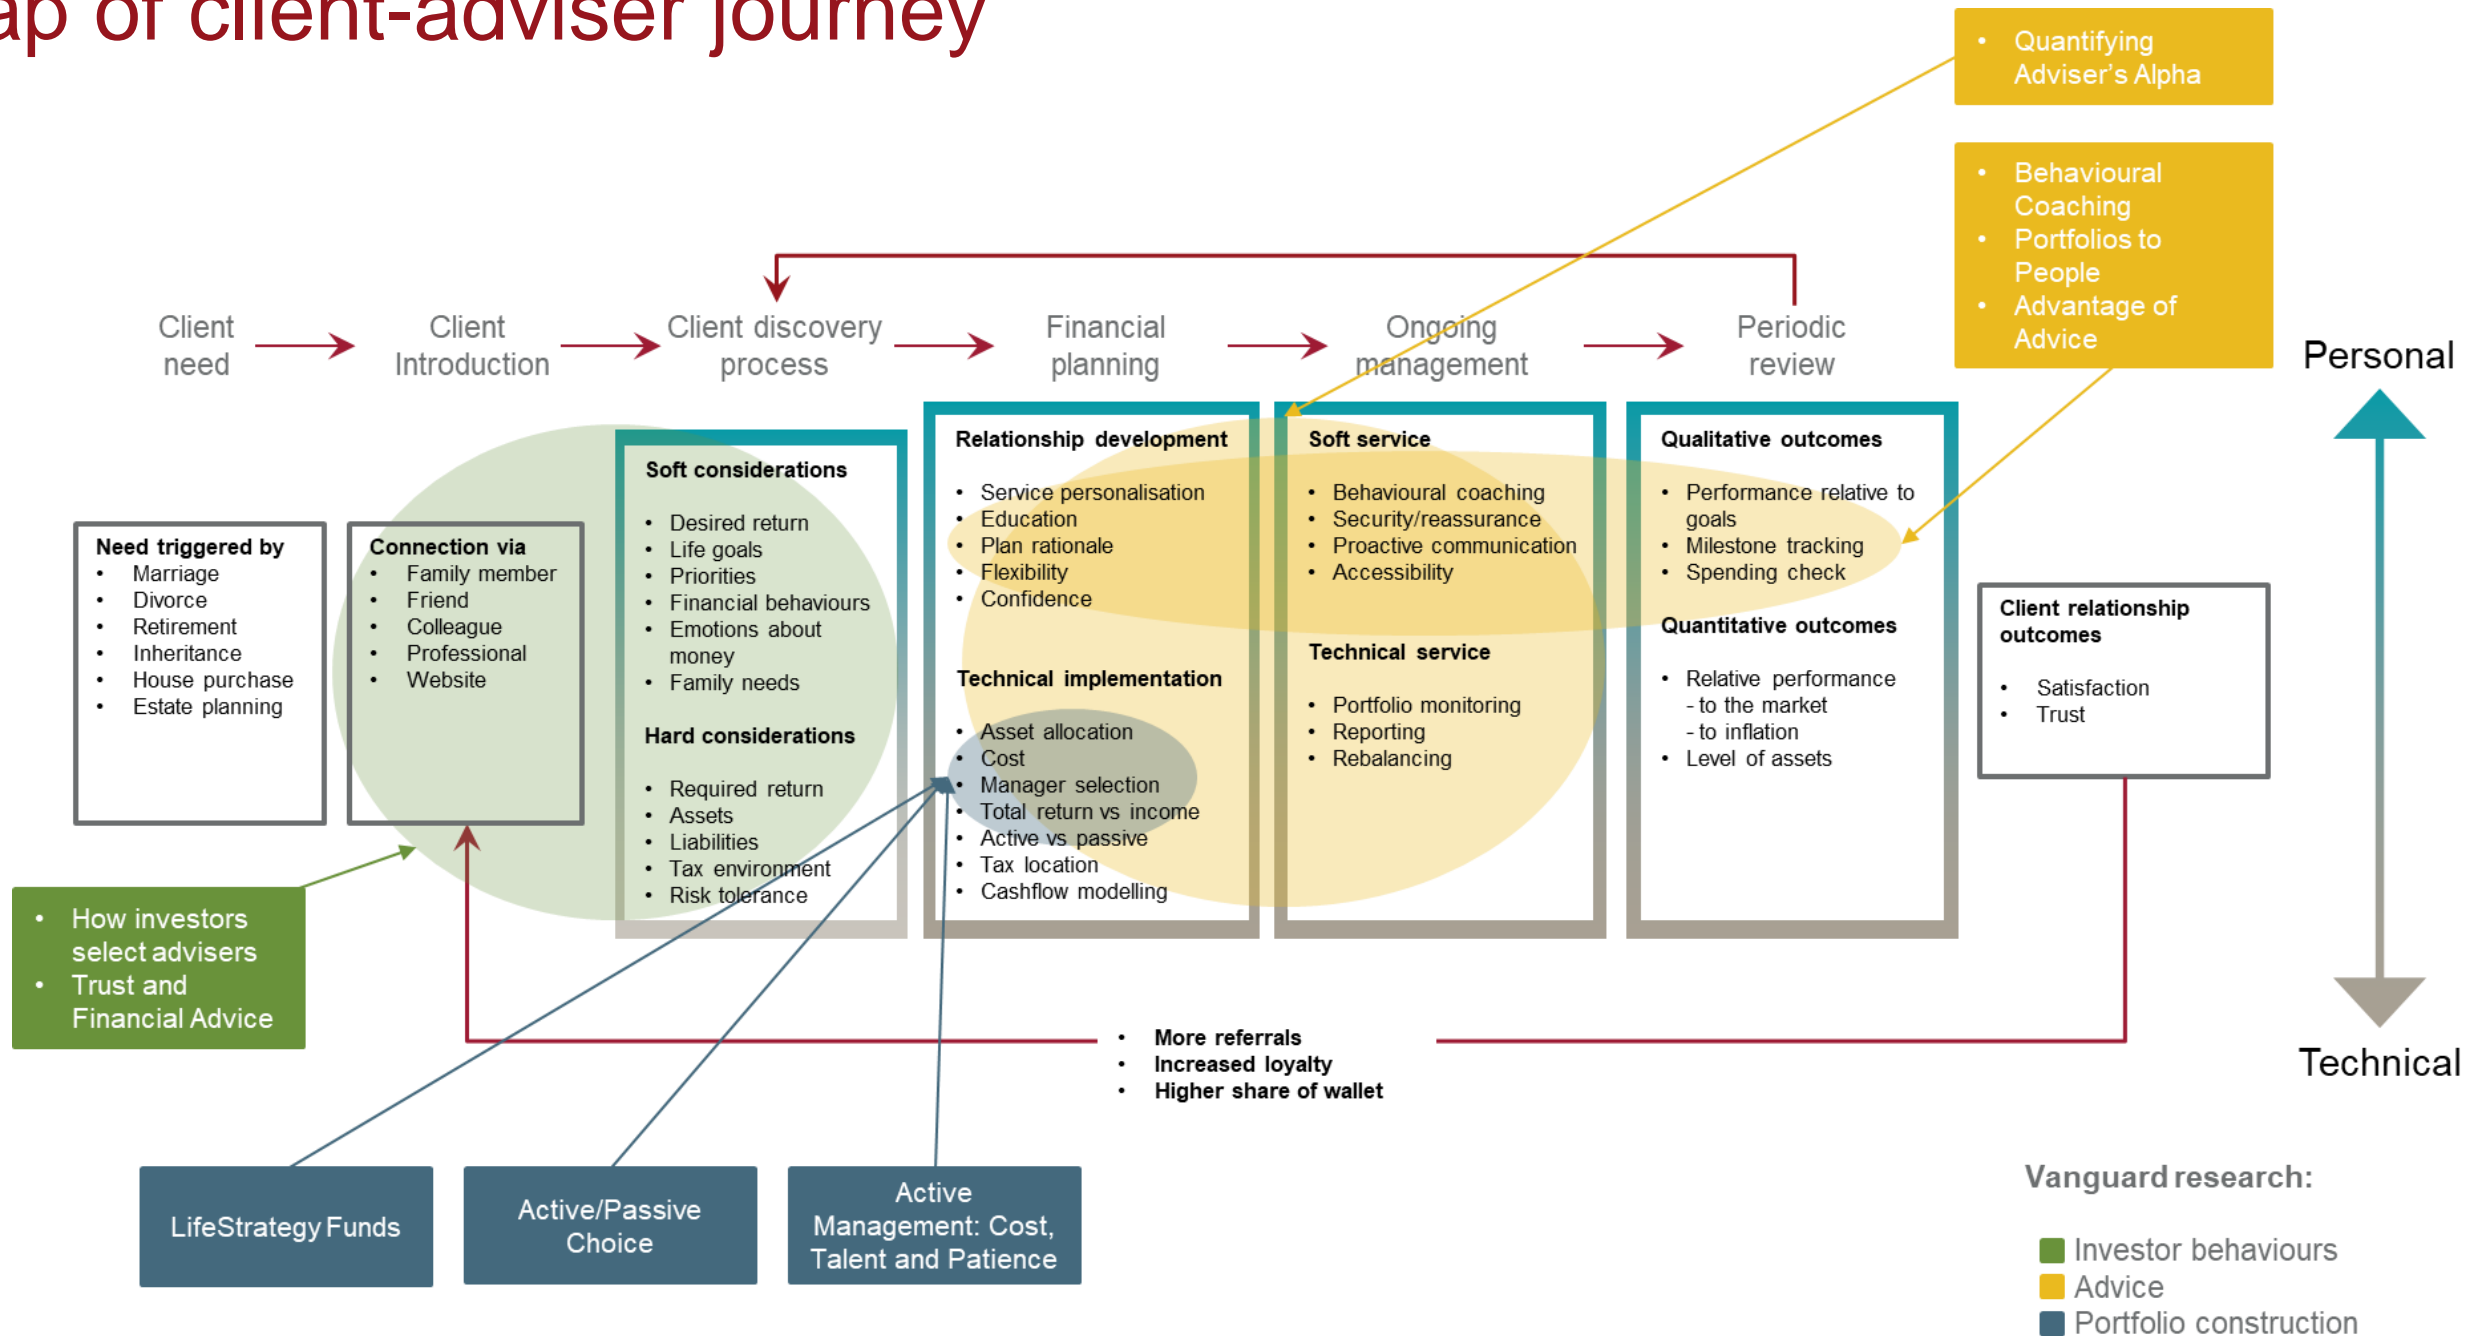 ap of client-adviser journey
• Quantifying
Adviser's Alpha
• Behavioural
Coaching
• Portfolios to
People
• Advantage of
Advice
Client
need
Client
Introduction
Client discovery
process
Financial
planning
Ongoing
management
Periodic
review
Personal
Need triggered by
• Marriage
• Divorce
• Retirement
• Inheritance
• House purchase
• Estate planning
Connection via
• Family member
• Friend
• Colleague
• Professional
• Website
Soft considerations
• Desired return
• Life goals
• Priorities
• Financial behaviours
• Emotions about
money
• Family needs
Hard considerations
• Required return
• Assets
• Liabilities
• Tax environment
• Risk tolerance
Relationship development
• Service personalisation
• Education
• Plan rationale
• Flexibility
• Confidence
Technical implementation
• Asset allocation
• Cost
• Manager selection
• Total return vs income
• Active vs passive
• Tax location
• Cashflow modelling
Soft service
• Behavioural coaching
• Security/reassurance
• Proactive communication
• Accessibility
Technical service
• Portfolio monitoring
• Reporting
• Rebalancing
Qualitative outcomes
• Performance relative to
goals
• Milestone tracking
• Spending check
Quantitative outcomes
• Relative performance
- to the market
- to inflation
• Level of assets
Client relationship
outcomes
• Satisfaction
• Trust
• How investors
select advisers
• Trust and
Financial Advice
• More referrals
• Increased loyalty
• Higher share of wallet
Technical
LifeStrategy Funds
Active/Passive
Choice
Active
Management: Cost,
Talent and Patience
Vanguard research:
Investor behaviours
Advice
Portfolio construction